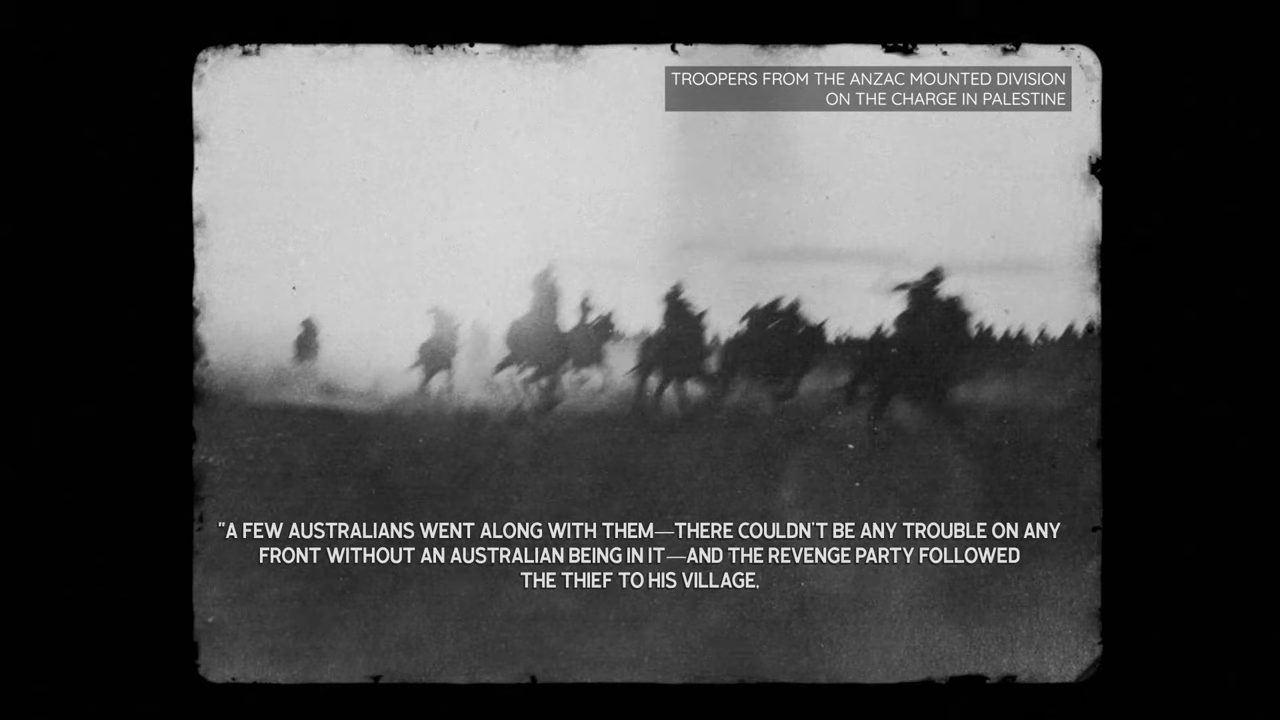 TROOPERS FROM THE ANZAC MOUNTED DIVISION
ON THE CHARGE IN PALESTINE
"A FEW AUSTRALIANS WENT ALONG WITH THEM—THERE COULDN'T BE ANY TROUBLE ON ANY
FRONT WITHOUT AN AUSTRALIAN BEING IN IT—AND THE REVENGE PARTY FOLLOWED
THE THIEF TO HIS VILLAGE,